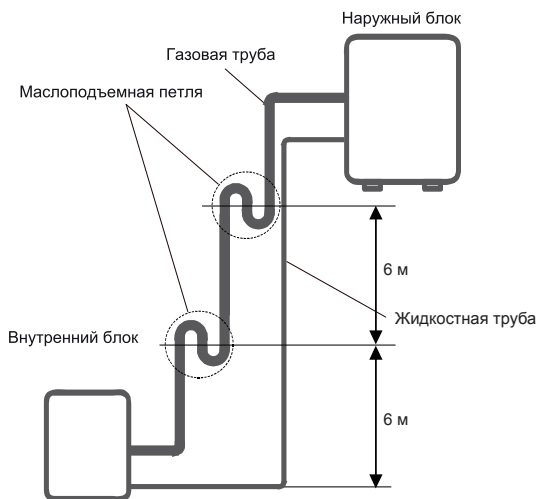 Наружный блок
Газовая труба
Маслоподъемная петля
6 м
Жидкостная труба
Внутренний блок
6 м